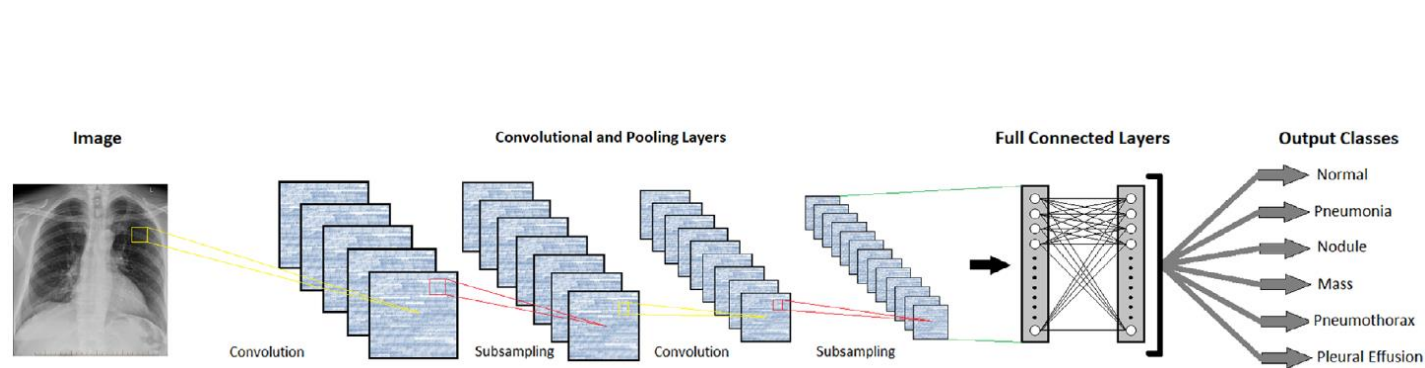 Image
Convolutional and Pooling Layers
Full Connected Layers
Output Classes
Normal
Pneumonia
Nodule
Mass
Pneumothorax
Pleural Effusion
Convolution
Subsampling
Convolution
Subsampling